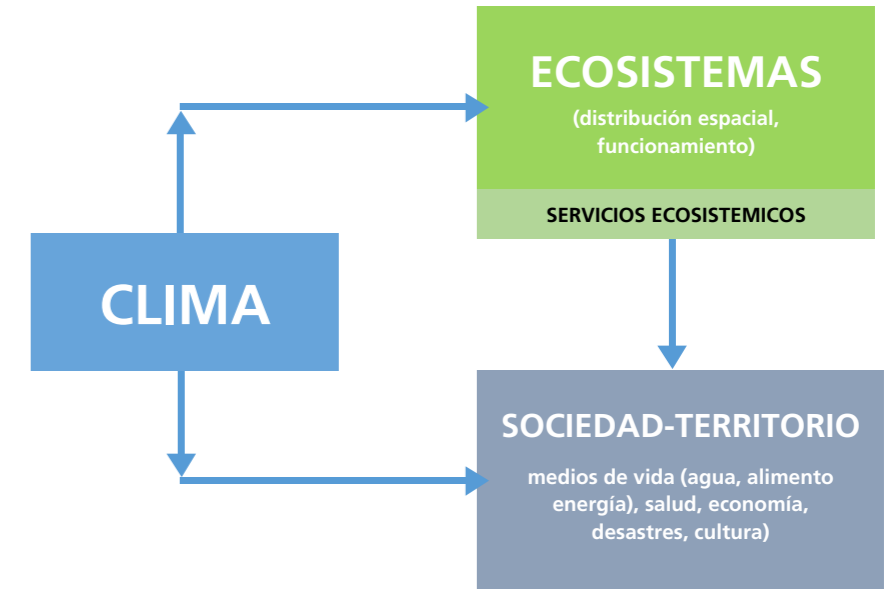 ECOSISTEMAS
(distribución espacial,
funcionamiento)
SERVICIOS ECOSISTEMICOS
CLIMA
SOCIEDAD-TERRITORIO
medios de vida (agua, alimento
energía), salud, economía,
desastres, cultura)